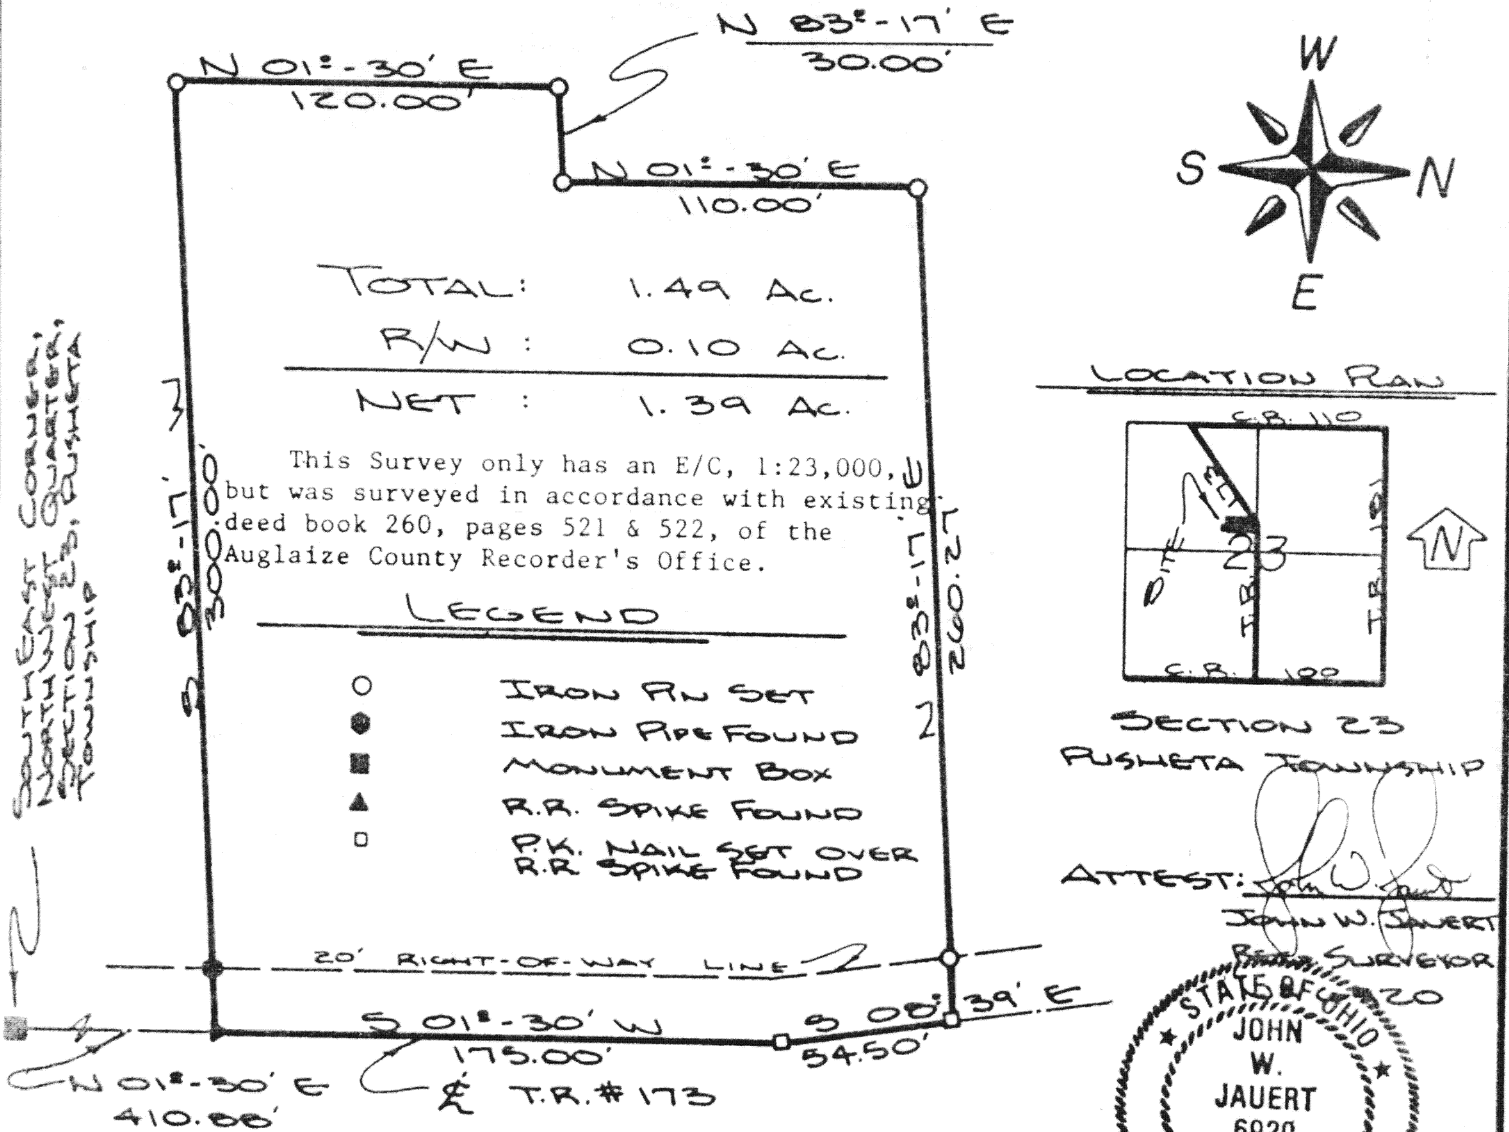 N 83°-17' E
30.00'
N 01°-30' E
120.00'
N 01°-30' E
110.00'
W
S
N
E
TOTAL: 1.49 AC.
R/W : 0.10 AC.
NET : 1.39 AC.
This Survey only has an E/C, 1:23,000,
but was surveyed in accordance with existing
deed book 260, pages 521 & 522, of the
Auglaize County Recorder's Office.
S 83°-17' W
300.00'
N 83°-17' E
260.27'
SOUTHEAST CORNER,
NORTHWEST QUARTER,
SECTION 23, PUSHETA
TOWNSHIP
LEGEND
IRON PIN SET
IRON PIPE FOUND
MONUMENT BOX
R.R. SPIKE FOUND
P.K. NAIL SET OVER
R.R. SPIKE FOUND
20' RIGHT-OF-WAY LINE
S 01°-30' W
175.00'
S 08°-39' E
54.50'
N 01°-30' E
410.88'
℄ T.R. # 173
LOCATION PLAN
C.R. 110
SITE
23
T.R.
T.R. 181
C.R. 100
N
SECTION 23
PUSHETA TOWNSHIP
ATTEST: John W. Jauert
JOHN W. JAUERT
SURVEYOR
STATE OF OHIO
JOHN
W.
JAUERT
6820